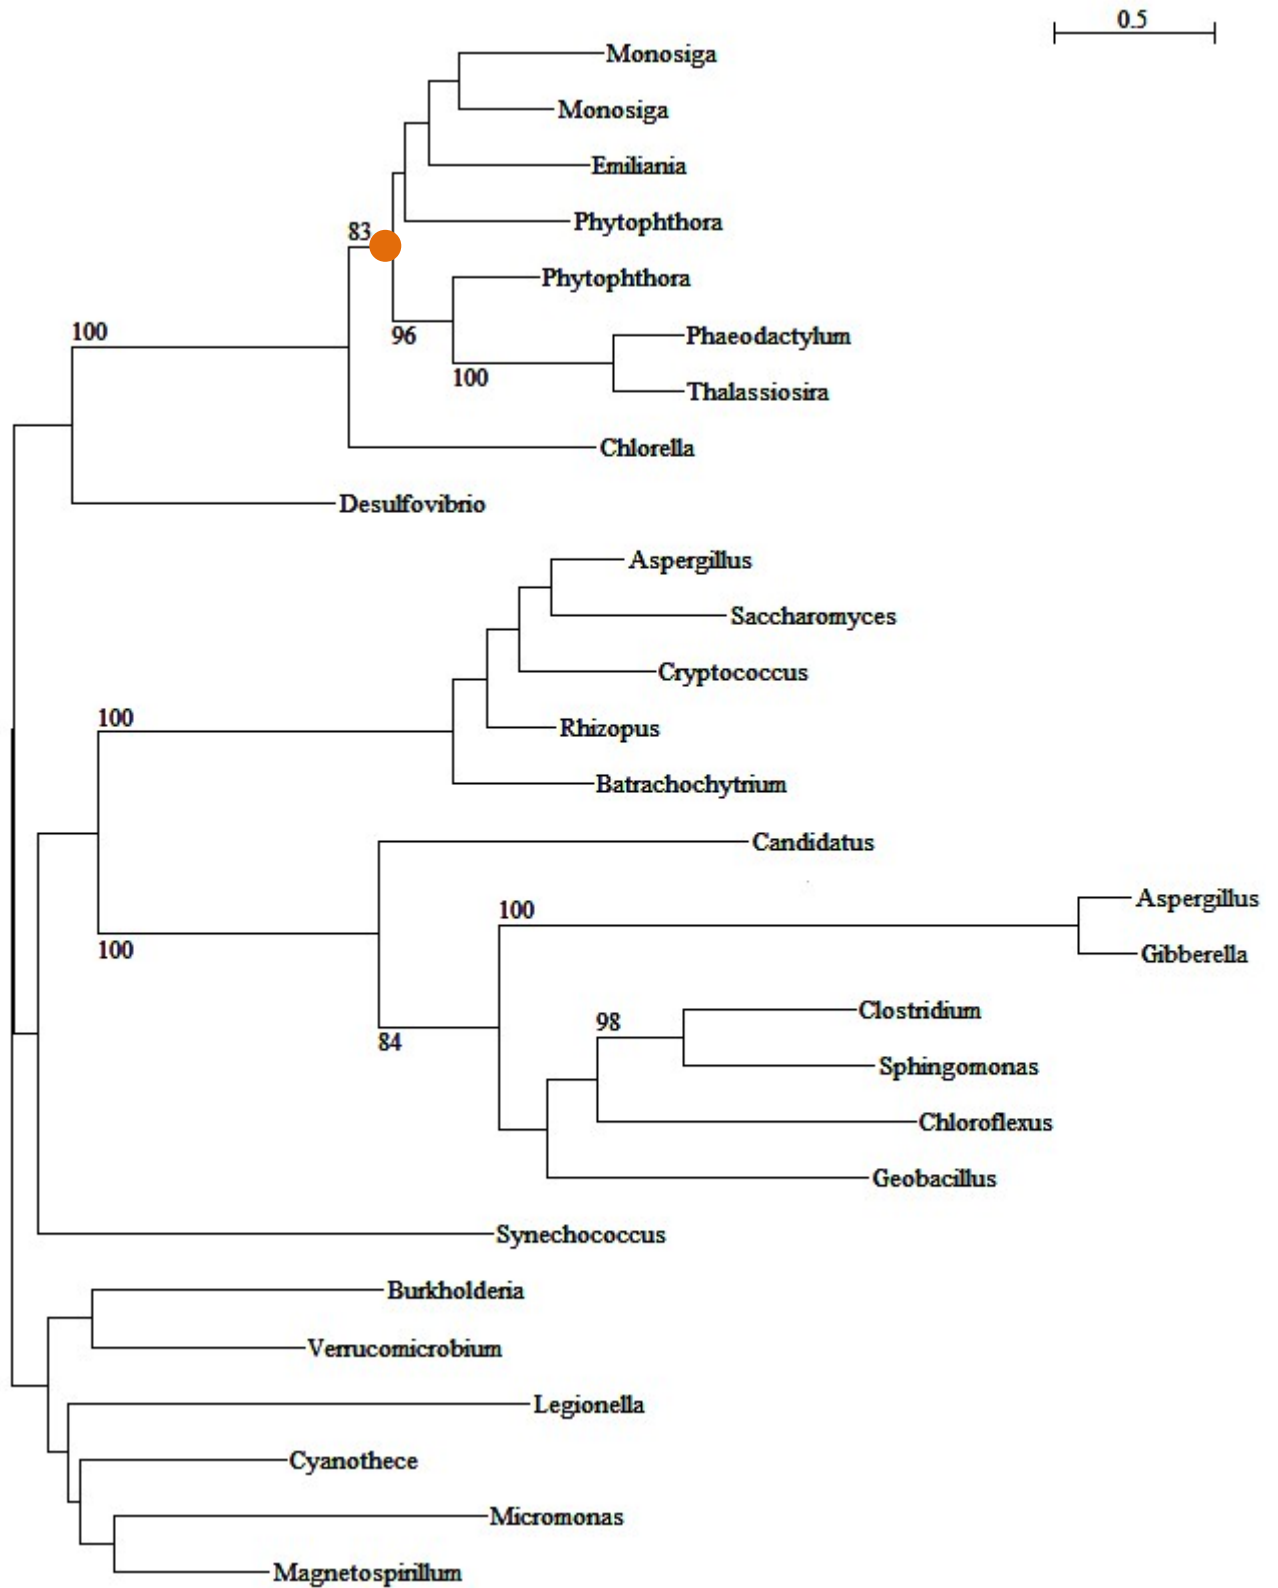 0.5
Monosiga
Monosiga
Emiliania
Phytophthora
83
Phytophthora
100
96
Phaeodactylum
100
Thalassiosira
Chlorella
Desulfovibrio
Aspergillus
Saccharomyces
Cryptococcus
100
Rhizopus
Batrachochytrium
Candidatus
Aspergillus
100
100
Gibberella
98
Clostridium
84
Sphingomonas
Chloroflexus
Geobacillus
Synechococcus
Burkholderia
Verrucomicrobium
Legionella
Cyanothece
Micromonas
Magnetospirillum